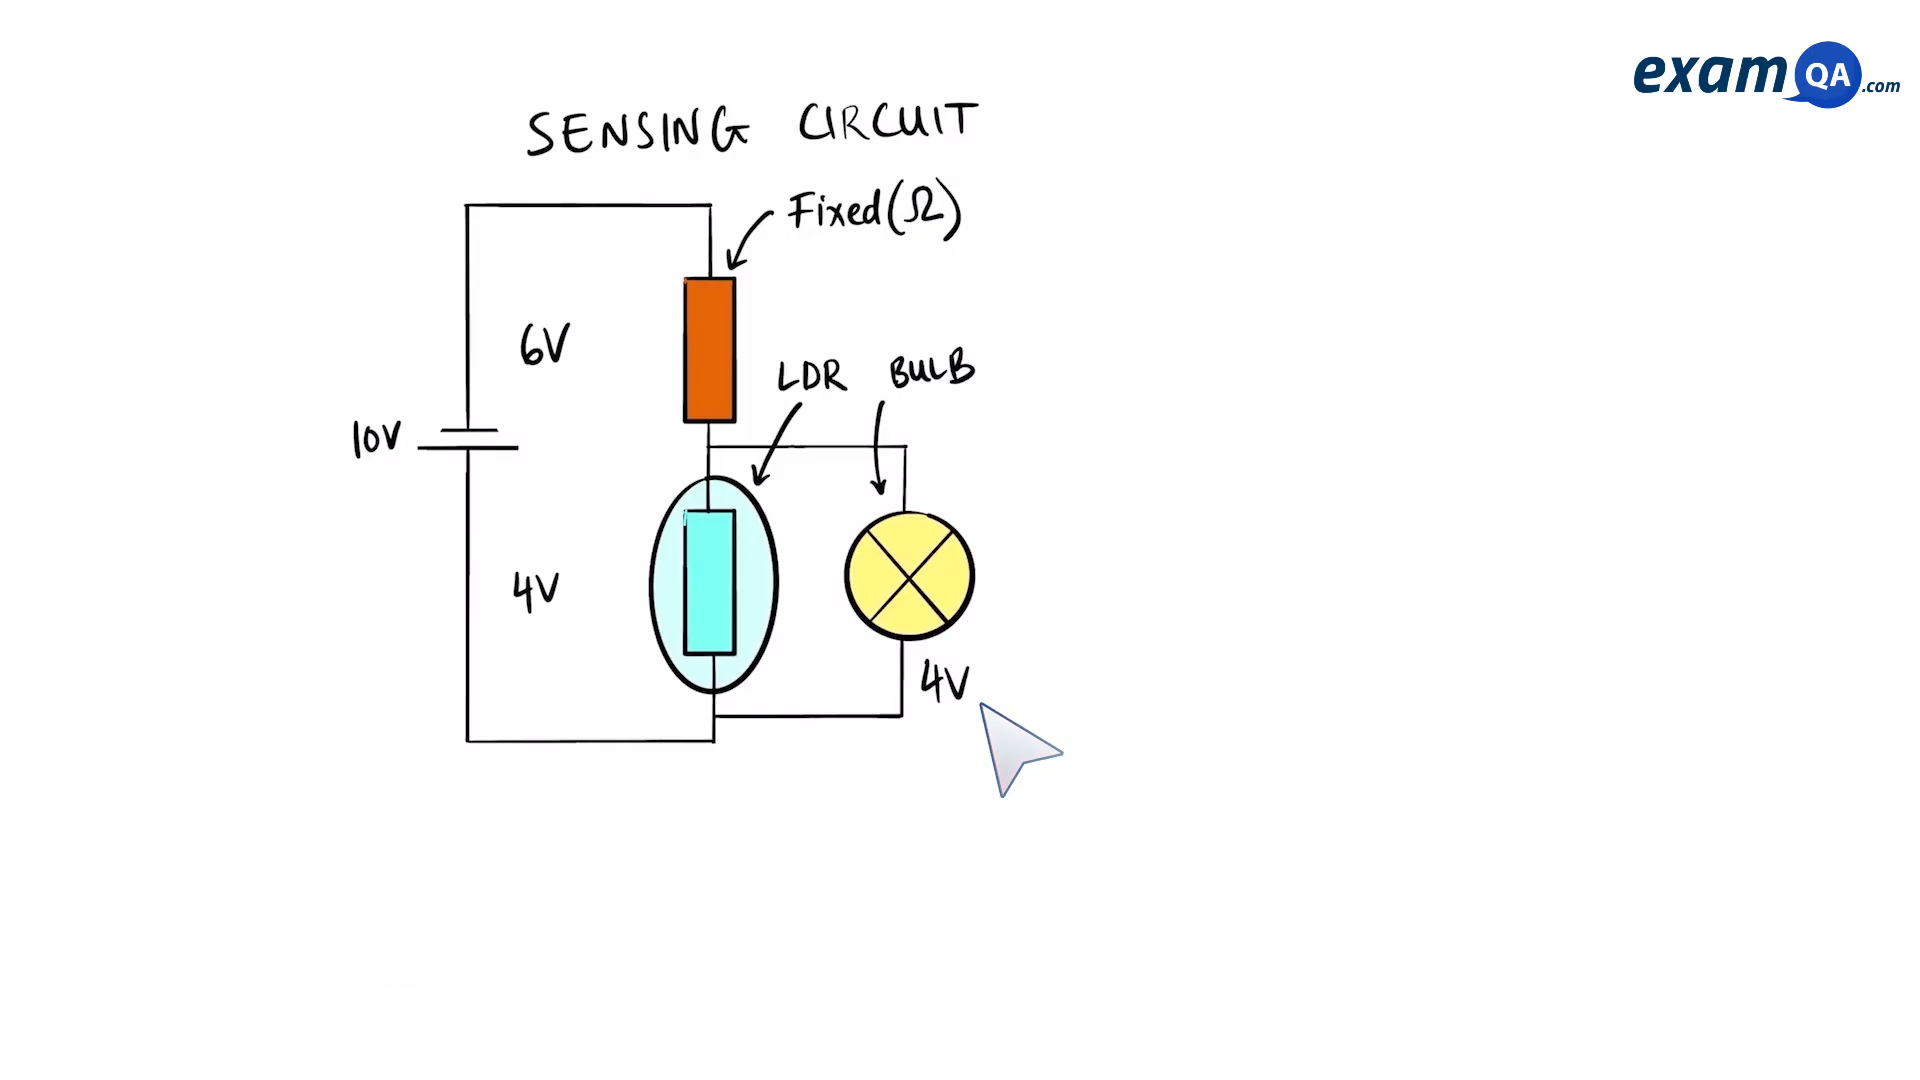 examQA.com
SENSING CIRCUIT
Fixed(Ω)
6V
LDR
BULB
10V
4V
4V